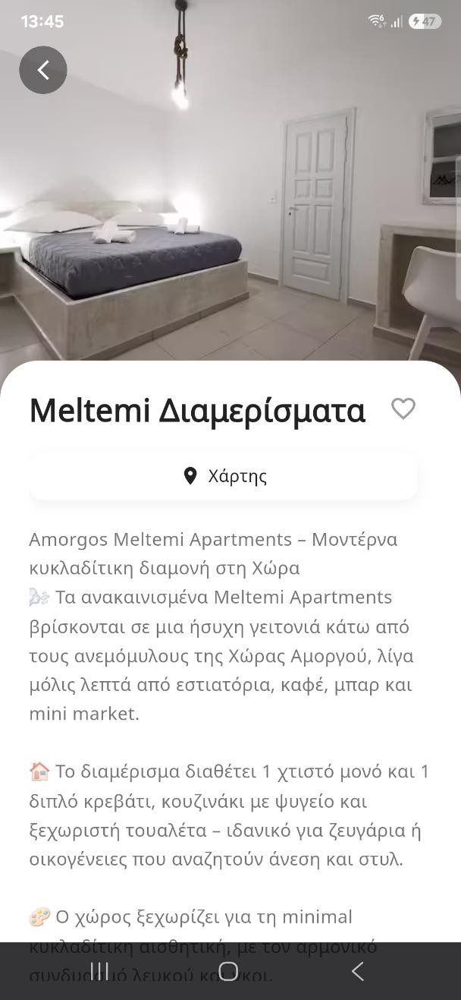 13:45
47
Meltemi Διαμερίσματα
Χάρτης
Amorgos Meltemi Apartments – Μοντέρνα
κυκλαδίτικη διαμονή στη Χώρα
🌬️ Τα ανακαινισμένα Meltemi Apartments
βρίσκονται σε μια ήσυχη γειτονιά κάτω από
τους ανεμόμυλους της Χώρας Αμοργού, λίγα
μόλις λεπτά από εστιατόρια, καφέ, μπαρ και
mini market.
🏠 Το διαμέρισμα διαθέτει 1 χτιστό μονό και 1
διπλό κρεβάτι, κουζινάκι με ψυγείο και
ξεχωριστή τουαλέτα – ιδανικό για ζευγάρια ή
οικογένειες που αναζητούν άνεση και στυλ.
🎨 Ο χώρος ξεχωρίζει για τη minimal
κυκλαδίτικη αισθητική, με τον αρμονικό
συνδυασμό λευκού και γκρι.